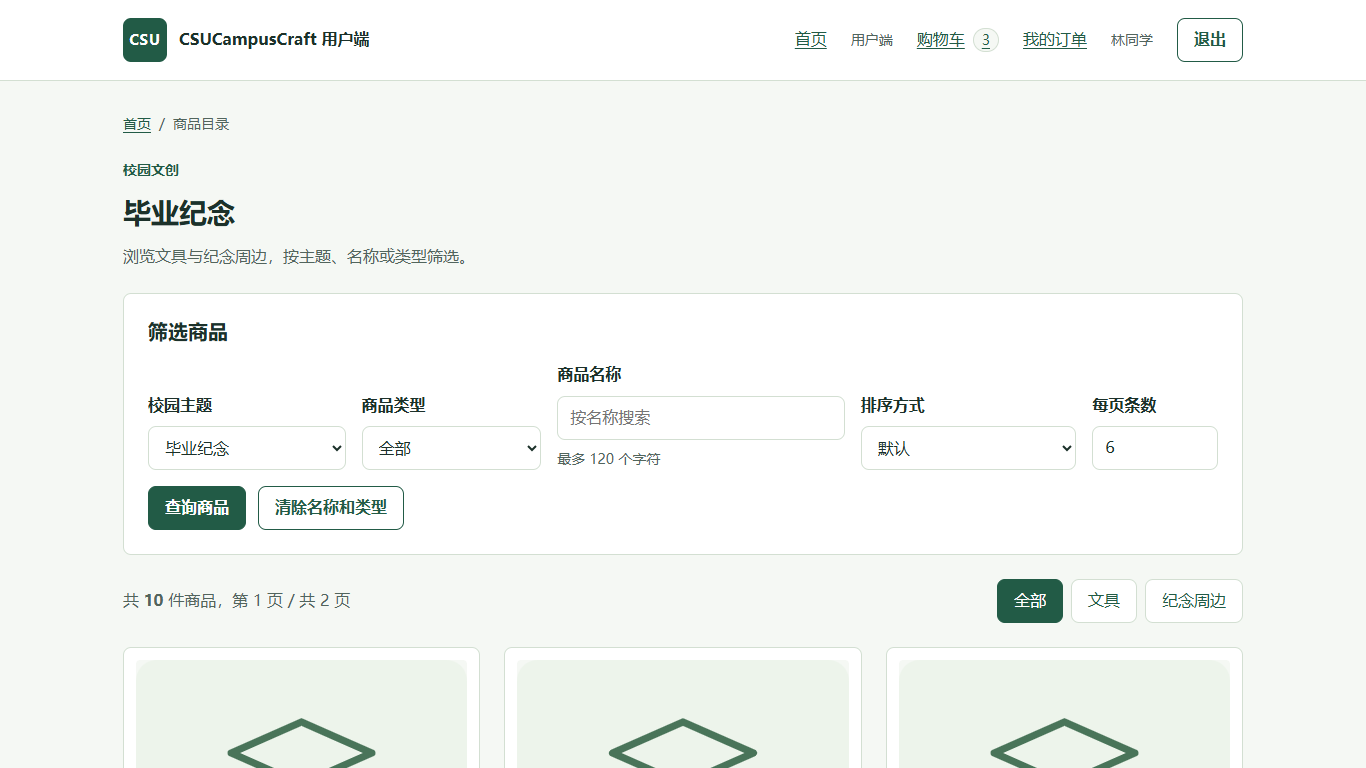 CSU CSUCampusCraft 用户端 首页 用户端 购物车 3 我的订单 林同学 退出
首页 / 商品目录
校园文创
毕业纪念
浏览文具与纪念周边，按主题、名称或类型筛选。
筛选商品
校园主题 商品类型 商品名称 排序方式 每页条数
毕业纪念 全部 按名称搜索 默认 6
最多 120 个字符
查询商品 清除名称和类型
共 10 件商品，第 1 页 / 共 2 页 全部 文具 纪念周边